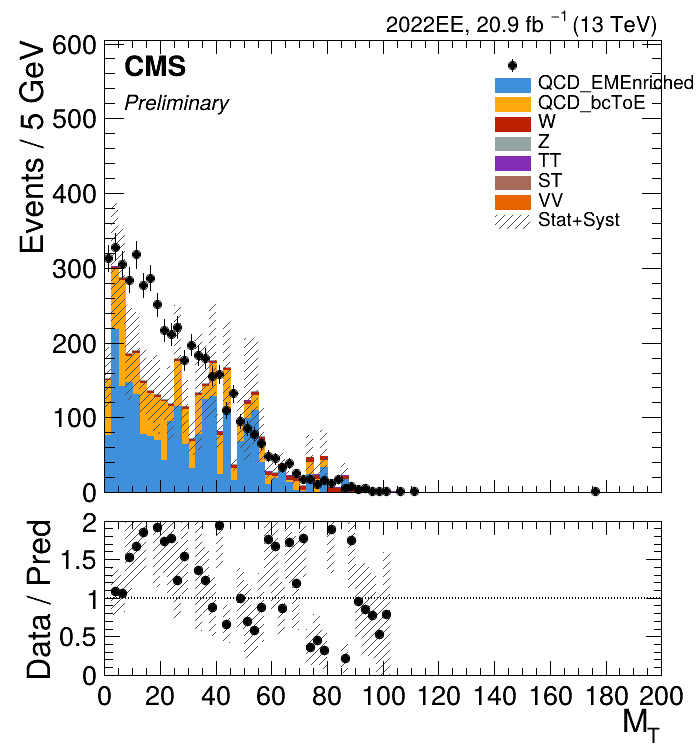 2022EE, 20.9 fb⁻¹ (13 TeV)
CMS
Preliminary
QCD_EMEnriched
QCD_bcToE
W
Z
TT
ST
VV
Stat+Syst
Events / 5 GeV
600
500
400
300
200
100
0
Data / Pred
2
1.5
1
0.5
0
0 20 40 60 80 100 120 140 160 180 200
M_T